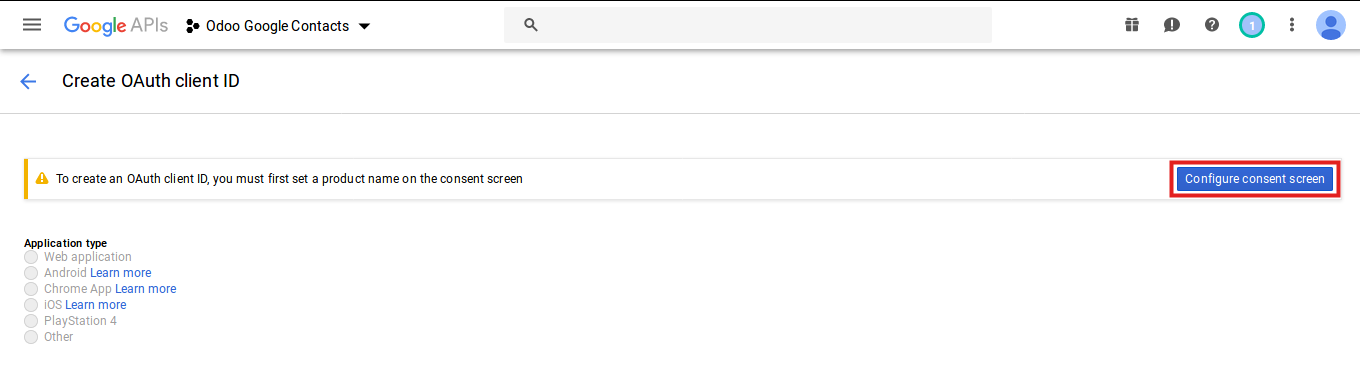 Google APIs Odoo Google Contacts 1
Create OAuth client ID
To create an OAuth client ID, you must first set a product name on the consent screen Configure consent screen
Application type
Web application
Android Learn more
Chrome App Learn more
iOS Learn more
PlayStation 4
Other